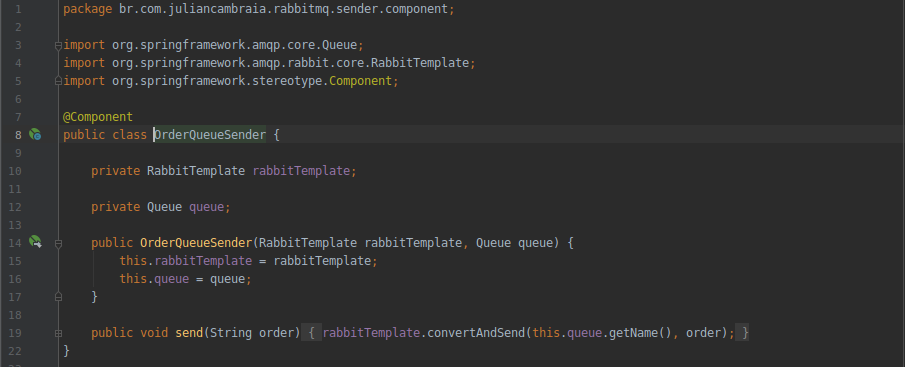 1 package br.com.juliancambraia.rabbitmq.sender.component;
2
3 import org.springframework.amqp.core.Queue;
4 import org.springframework.amqp.rabbit.core.RabbitTemplate;
5 import org.springframework.stereotype.Component;
6
7 @Component
8 public class OrderQueueSender {
9
10 private RabbitTemplate rabbitTemplate;
11
12 private Queue queue;
13
14 public OrderQueueSender(RabbitTemplate rabbitTemplate, Queue queue) {
15 this.rabbitTemplate = rabbitTemplate;
16 this.queue = queue;
17 }
18
19 public void send(String order) { rabbitTemplate.convertAndSend(this.queue.getName(), order); }
22 }